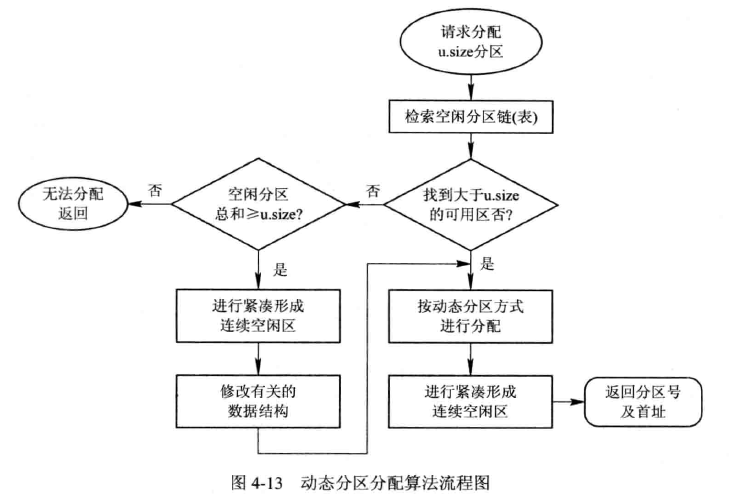 请求分配
u.size分区
检索空闲分区链(表)
找到大于u.size
的可用区否?
否
空闲分区
总和≥u.size?
否
无法分配
返回
是
进行紧凑形成
连续空闲区
修改有关的
数据结构
是
按动态分区方式
进行分配
进行紧凑形成
连续空闲区
返回分区号
及首址
图 4-13 动态分区分配算法流程图